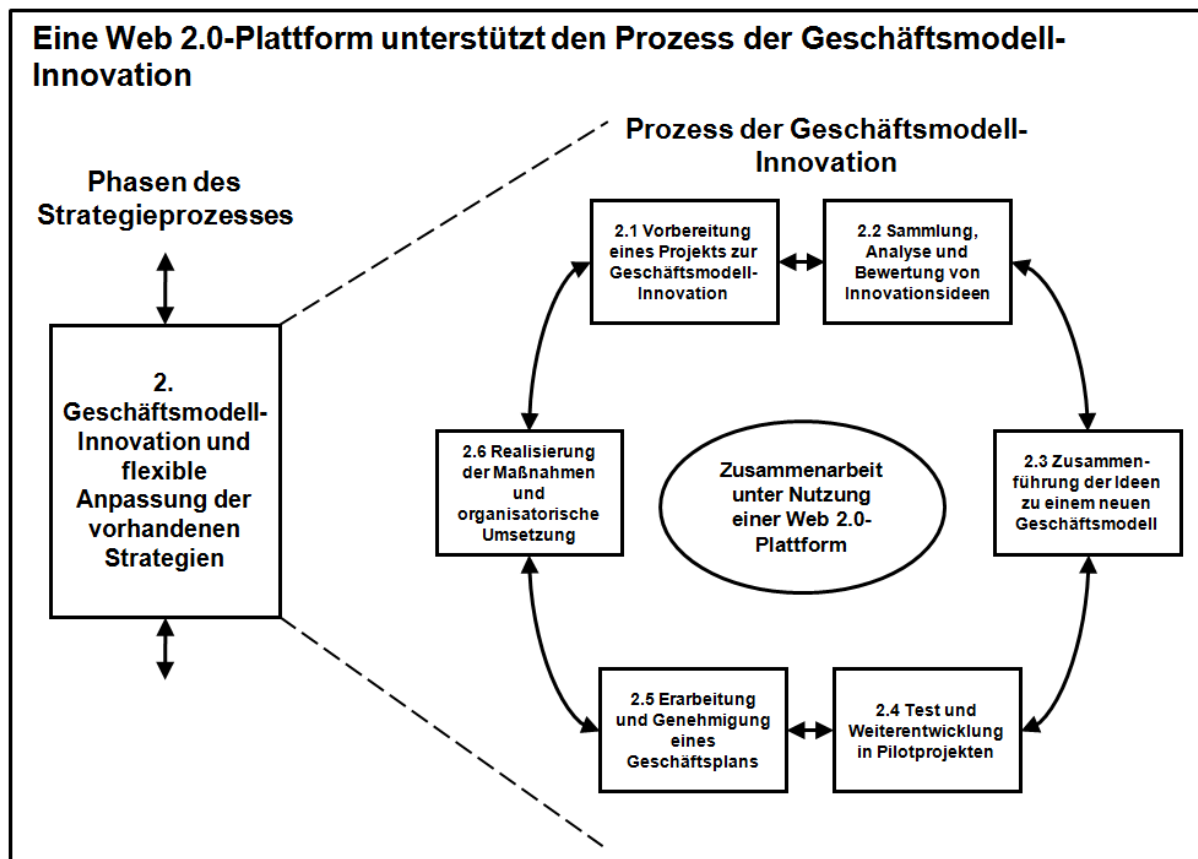 Eine Web 2.0-Plattform unterstützt den Prozess der Geschäftsmodell-
Innovation
Phasen des
Strategieprozesses
2.
Geschäftsmodell-
Innovation und
flexible
Anpassung der
vorhandenen
Strategien
Prozess der Geschäftsmodell-
Innovation
2.1 Vorbereitung
eines Projekts zur
Geschäftsmodell-
Innovation
2.2 Sammlung,
Analyse und
Bewertung von
Innovationsideen
2.3 Zusammen-
führung der Ideen
zu einem neuen
Geschäftsmodell
2.4 Test und
Weiterentwicklung
in Pilotprojekten
2.5 Erarbeitung
und Genehmigung
eines
Geschäftsplans
2.6 Realisierung
der Maßnahmen
und
organisatorische
Umsetzung
Zusammenarbeit
unter Nutzung
einer Web 2.0-
Plattform